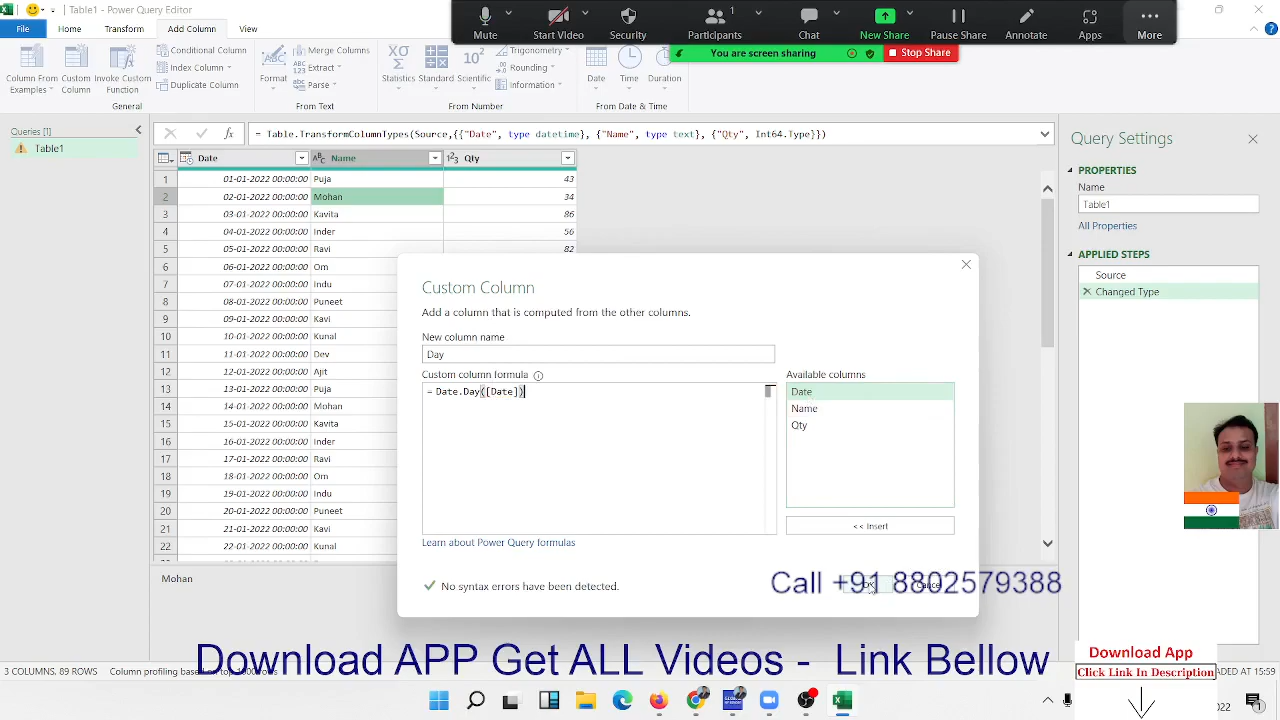 Table1 - Power Query Editor
File
Home
Transform
Add Column
View
Mute
Start Video
Security
1
Participants
Chat
New Share
Pause Share
Annotate
Apps
More
You are screen sharing
Stop Share
Column From
Examples
Custom
Column
Invoke Custom
Function
Conditional Column
Index Column
Duplicate Column
General
Format
Merge Columns
Extract
Parse
From Text
Statistics
Standard
Scientific
Trigonometry
Rounding
Information
From Number
Date
Time
Duration
From Date & Time
Queries [1]
Table1
= Table.TransformColumnTypes(Source,{{"Date", type datetime}, {"Name", type text}, {"Qty", Int64.Type}})
Date
Name
Qty
1 01-01-2022 00:00:00 Puja 43
2 02-01-2022 00:00:00 Mohan 34
3 03-01-2022 00:00:00 Kavita 86
4 04-01-2022 00:00:00 Inder 56
5 05-01-2022 00:00:00 Ravi 82
6 06-01-2022 00:00:00 Om
7 07-01-2022 00:00:00 Indu
8 08-01-2022 00:00:00 Puneet
9 09-01-2022 00:00:00 Kavi
10 10-01-2022 00:00:00 Kunal
11 11-01-2022 00:00:00 Dev
12 12-01-2022 00:00:00 Ajit
13 13-01-2022 00:00:00 Puja
14 14-01-2022 00:00:00 Mohan
15 15-01-2022 00:00:00 Kavita
16 16-01-2022 00:00:00 Inder
17 17-01-2022 00:00:00 Ravi
18 18-01-2022 00:00:00 Om
19 19-01-2022 00:00:00 Indu
20 20-01-2022 00:00:00 Puneet
21 21-01-2022 00:00:00 Kavi
22 22-01-2022 00:00:00 Kunal
Mohan
Custom Column
Add a column that is computed from the other columns.
New column name
Day
Custom column formula
= Date.Day([Date])
Available columns
Date
Name
Qty
<< Insert
Learn about Power Query formulas
No syntax errors have been detected.
Cancel
Call +91 8802579388
Query Settings
PROPERTIES
Name
Table1
All Properties
APPLIED STEPS
Source
Changed Type
Download APP Get ALL Videos - Link Bellow
Download App
Click Link In Description
3 COLUMNS, 89 ROWS
Column profiling based
AT 15:59
2022